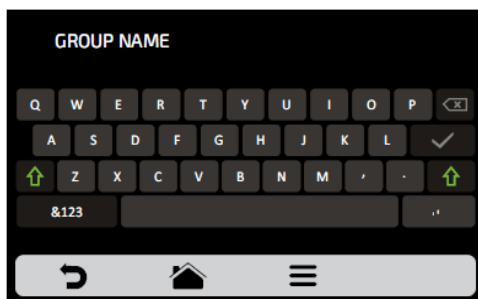 GROUP NAME
Q W E R T Y U I O P
A S D F G H J K L
Z X C V B N M , .
&123 ,"